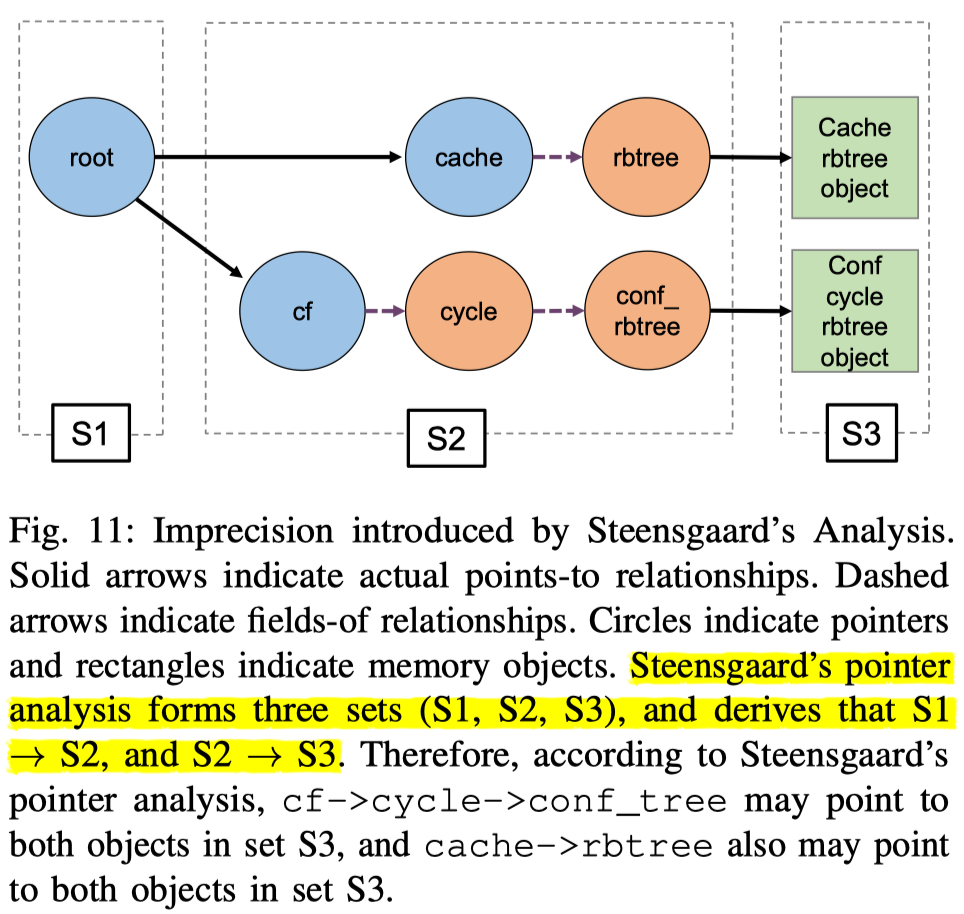 root
cache
rbtree
Cache
rbtree
object
cf
cycle
conf_
rbtree
Conf
cycle
rbtree
object
S1
S2
S3
Fig. 11: Imprecision introduced by Steensgaard's Analysis.
Solid arrows indicate actual points-to relationships. Dashed
arrows indicate fields-of relationships. Circles indicate pointers
and rectangles indicate memory objects. Steensgaard's pointer
analysis forms three sets (S1, S2, S3), and derives that S1
→ S2, and S2 → S3. Therefore, according to Steensgaard's
pointer analysis, cf->cycle->conf_tree may point to
both objects in set S3, and cache->rbtree also may point
to both objects in set S3.